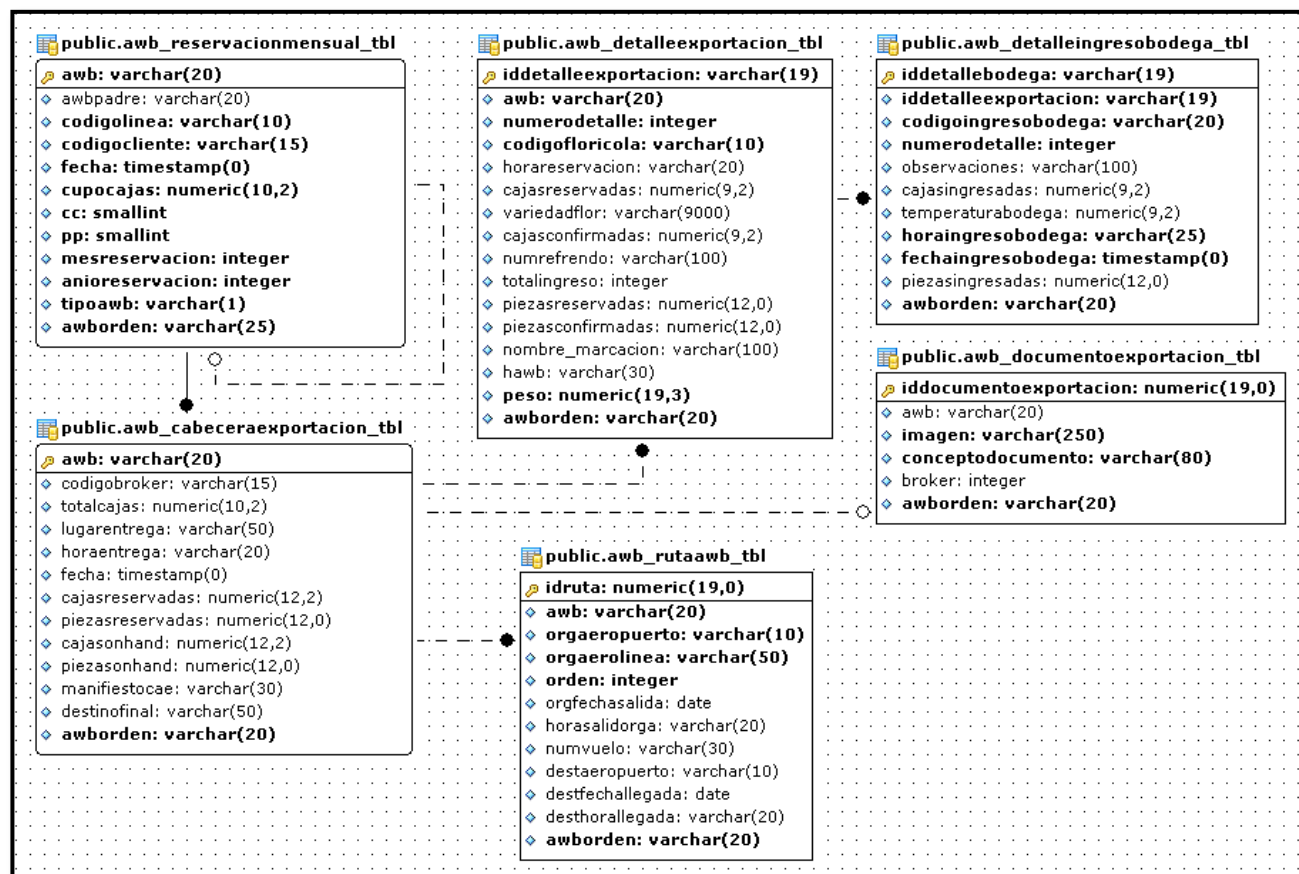 public.awb_reservacionmensual_tbl
awb: varchar(20)
awbpadre: varchar(20)
codigolinea: varchar(10)
codigocliente: varchar(15)
fecha: timestamp(0)
cupocajas: numeric(10,2)
cc: smallint
pp: smallint
mesreservacion: integer
anioreservacion: integer
tipoawb: varchar(1)
awborden: varchar(25)
public.awb_detalleexportacion_tbl
iddetalleexportacion: varchar(19)
awb: varchar(20)
numerodetalle: integer
codigofloricola: varchar(10)
horareservacion: varchar(20)
cajasreservadas: numeric(9,2)
variedadflor: varchar(9000)
cajasconfirmadas: numeric(9,2)
numrefrendo: varchar(100)
totalingreso: integer
piezasreservadas: numeric(12,0)
piezasconfirmadas: numeric(12,0)
nombre_marcacion: varchar(100)
hawb: varchar(30)
peso: numeric(19,3)
awborden: varchar(20)
public.awb_detalleingresobodega_tbl
iddetallebodega: varchar(19)
iddetalleexportacion: varchar(19)
codigoingresobodega: varchar(20)
numerodetalle: integer
observaciones: varchar(100)
cajasingresadas: numeric(9,2)
temperaturabodega: numeric(9,2)
horaingresobodega: varchar(25)
fechaingresobodega: timestamp(0)
piezasingresadas: numeric(12,0)
awborden: varchar(20)
public.awb_documentoexportacion_tbl
iddocumentoexportacion: numeric(19,0)
awb: varchar(20)
imagen: varchar(250)
conceptodocumento: varchar(80)
broker: integer
awborden: varchar(20)
public.awb_cabeceraexportacion_tbl
awb: varchar(20)
codigobroker: varchar(15)
totalcajas: numeric(10,2)
lugarentrega: varchar(50)
horaentrega: varchar(20)
fecha: timestamp(0)
cajasreservadas: numeric(12,2)
piezasreservadas: numeric(12,0)
cajasonhand: numeric(12,2)
piezasonhand: numeric(12,0)
manifiestocae: varchar(30)
destinofinal: varchar(50)
awborden: varchar(20)
public.awb_rutaawb_tbl
idruta: numeric(19,0)
awb: varchar(20)
orgaeropuerto: varchar(10)
orgaerolinea: varchar(50)
orden: integer
orgfechasalida: date
horasalidorga: varchar(20)
numvuelo: varchar(30)
destaeropuerto: varchar(10)
destfechallegada: date
desthorallegada: varchar(20)
awborden: varchar(20)